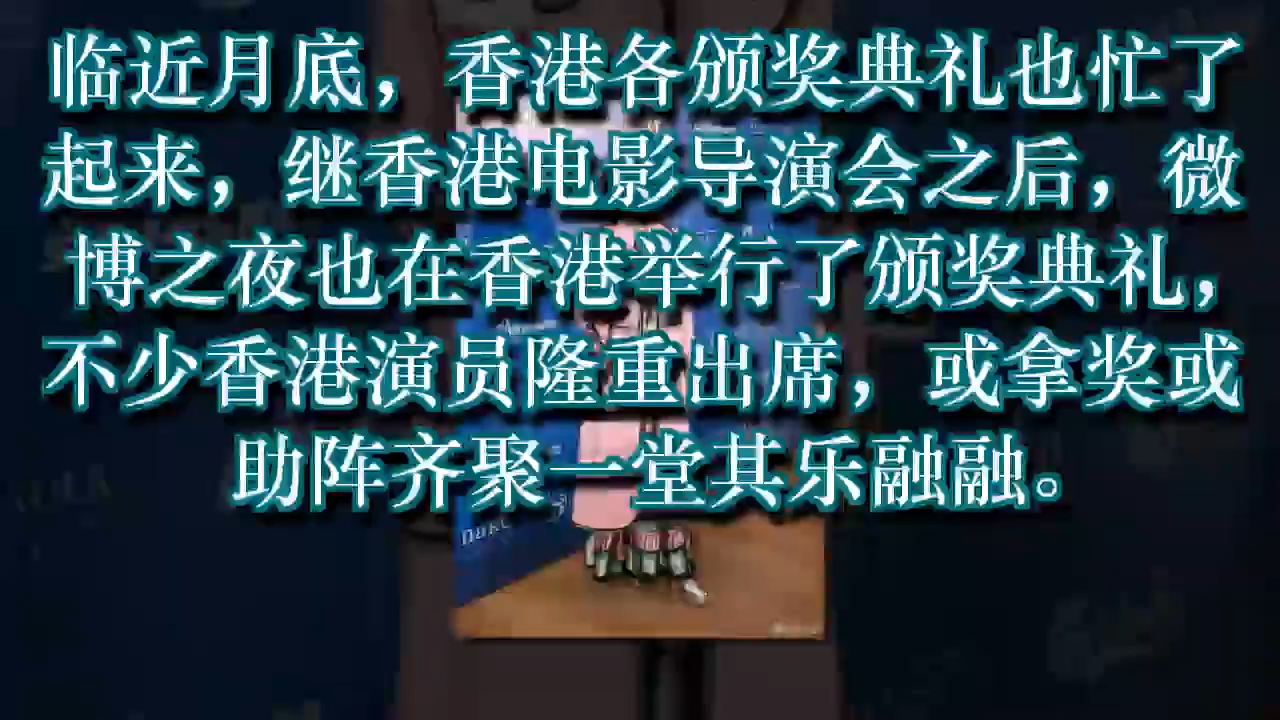 临近月底，香港各颁奖典礼也忙了
起来，继香港电影导演会之后，微
博之夜也在香港举行了颁奖典礼，
不少香港演员隆重出席，或拿奖或
助阵齐聚一堂其乐融融。